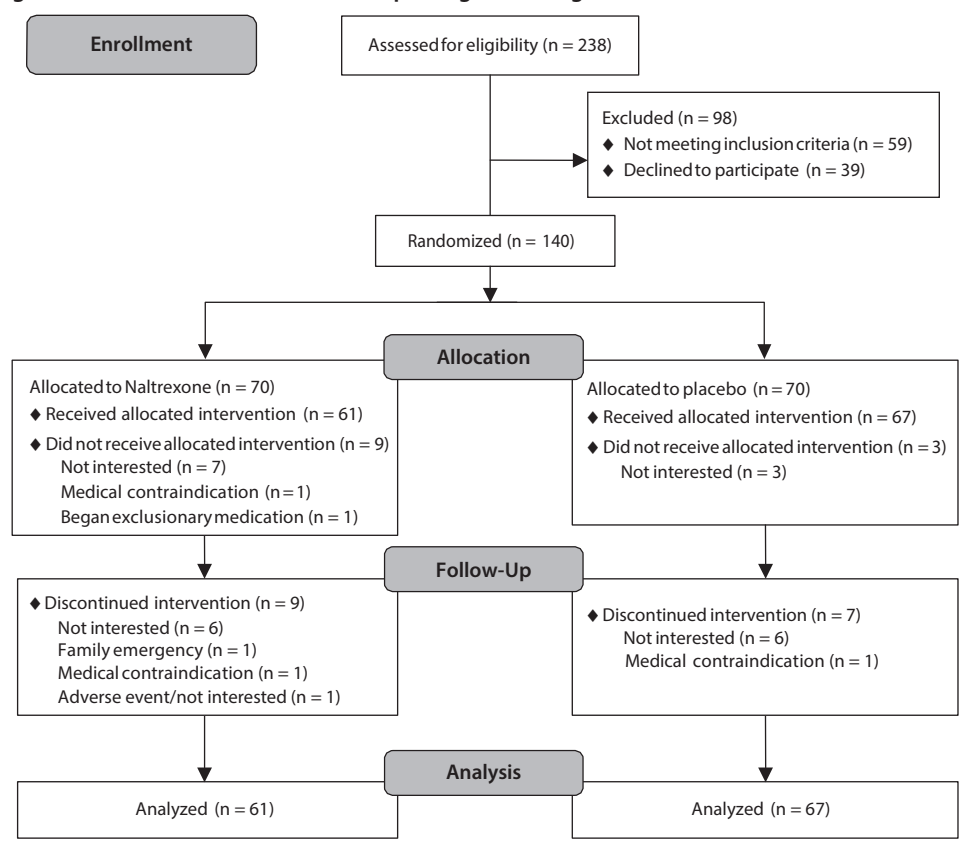 Enrollment
Assessed for eligibility (n = 238)
Excluded (n = 98)
♦ Not meeting inclusion criteria (n = 59)
♦ Declined to participate (n = 39)
Randomized (n = 140)
Allocation
Allocated to Naltrexone (n = 70)
♦ Received allocated intervention (n = 61)
♦ Did not receive allocated intervention (n = 9)
Not interested (n = 7)
Medical contraindication (n = 1)
Began exclusionary medication (n = 1)
Allocated to placebo (n = 70)
♦ Received allocated intervention (n = 67)
♦ Did not receive allocated intervention (n = 3)
Not interested (n = 3)
Follow-Up
♦ Discontinued intervention (n = 9)
Not interested (n = 6)
Family emergency (n = 1)
Medical contraindication (n = 1)
Adverse event/not interested (n = 1)
♦ Discontinued intervention (n = 7)
Not interested (n = 6)
Medical contraindication (n = 1)
Analysis
Analyzed (n = 61)
Analyzed (n = 67)